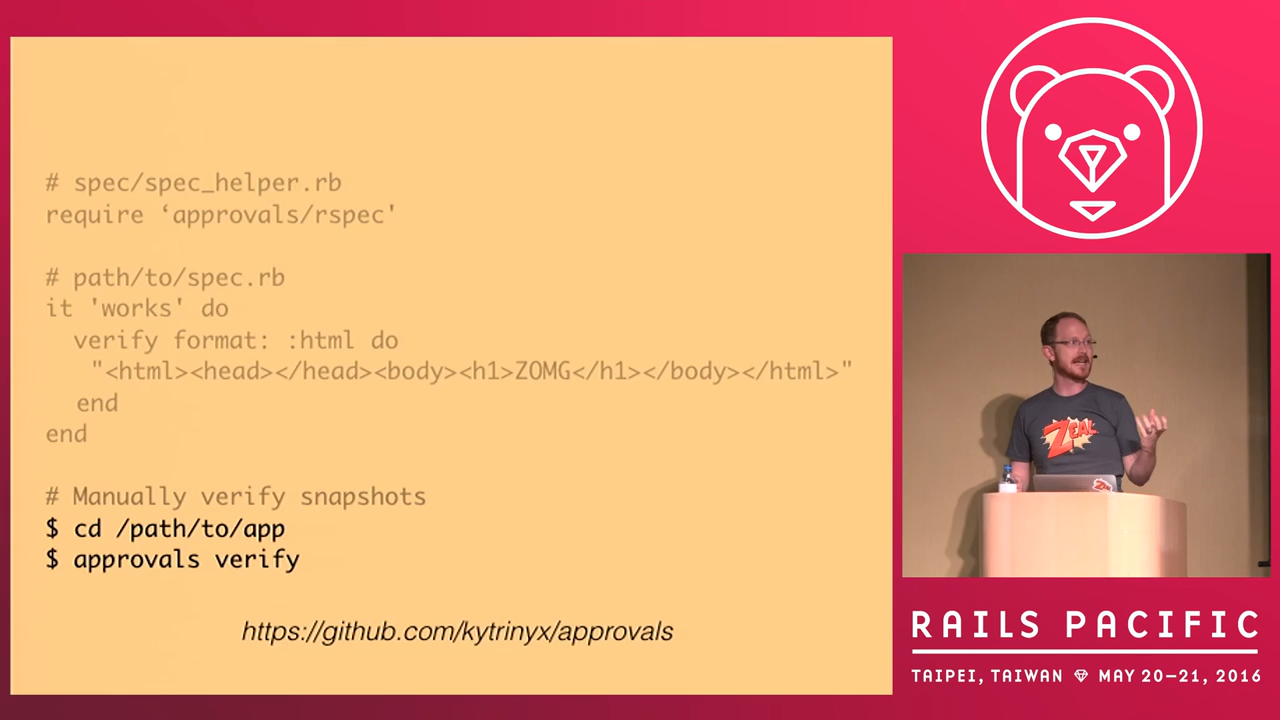 # spec/spec_helper.rb
require ‘approvals/rspec'
# path/to/spec.rb
it 'works' do
verify format: :html do
"<html><head></head><body><h1>ZOMG</h1></body></html>"
end
end
# Manually verify snapshots
$ cd /path/to/app
$ approvals verify
https://github.com/kytrinyx/approvals
ZEAL
RAILS PACIFIC
TAIPEI, TAIWAN MAY 20–21, 2016